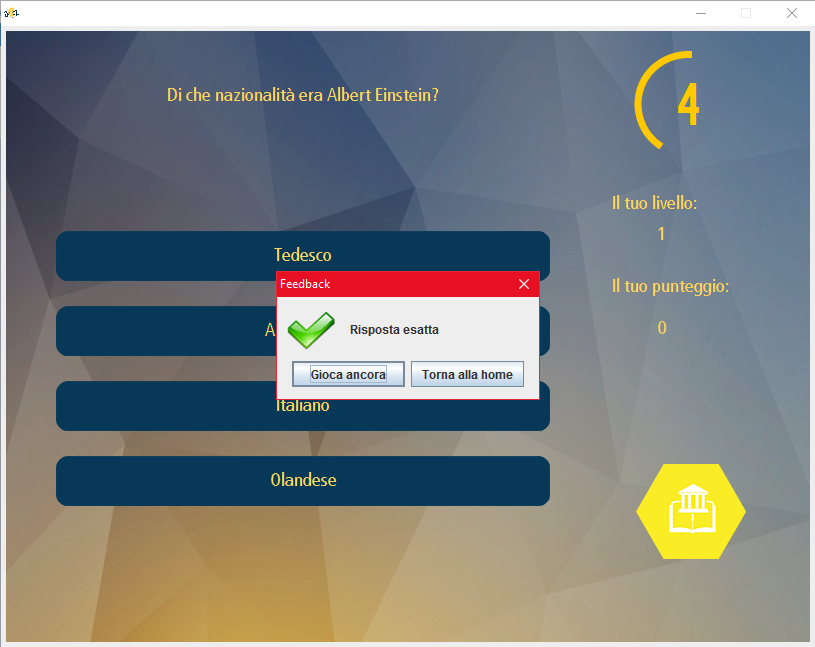 Di che nazionalità era Albert Einstein?
4
Il tuo livello:
1
Il tuo punteggio:
0
Tedesco
Feedback
Risposta esatta
Gioca ancora
Torna alla home
Italiano
Olandese